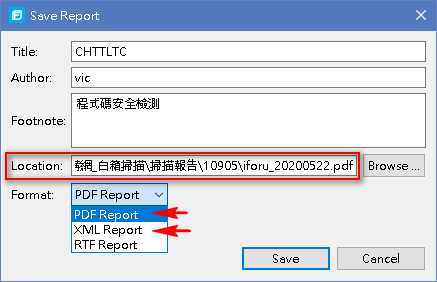 Save Report
Title: CHTTLTC
Author: vic
程式碼安全檢測
Footnote:
Location: 網_白箱掃描\掃描報告\10905\iforu_20200522.pdf Browse ...
Format: PDF Report
PDF Report
XML Report
RTF Report
Save Cancel